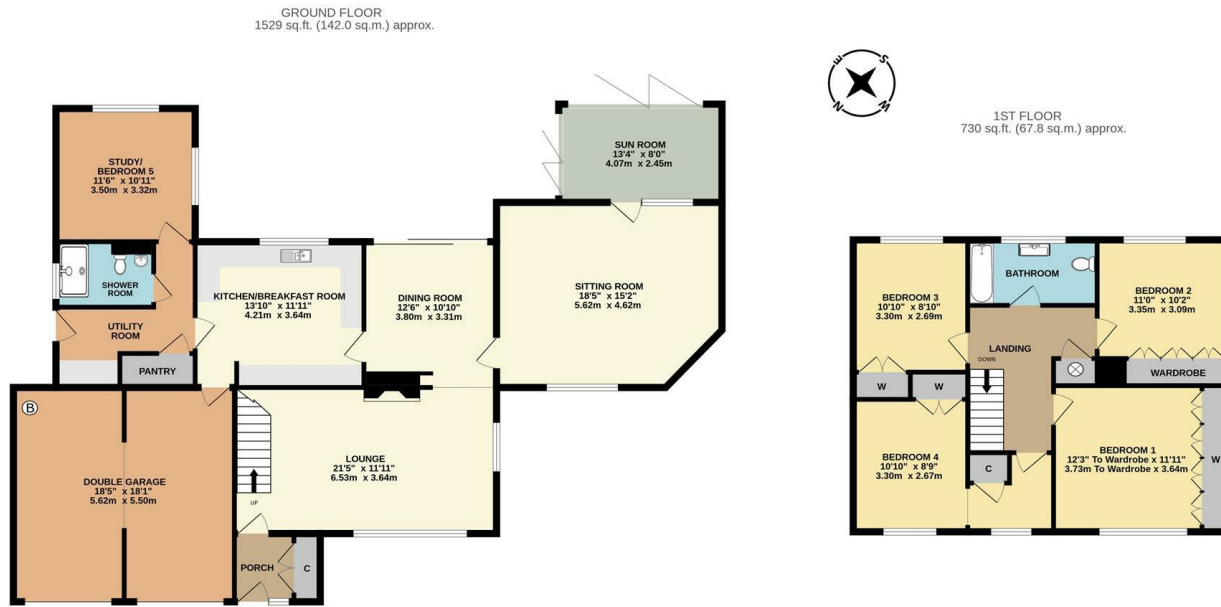 GROUND FLOOR
1529 sq.ft. (142.0 sq.m.) approx.
STUDY/
BEDROOM 5
11'6" x 10'11"
3.50m x 3.32m
SHOWER
ROOM
UTILITY
ROOM
PANTRY
KITCHEN/BREAKFAST ROOM
13'10" x 11'11"
4.21m x 3.64m
DINING ROOM
12'6" x 10'10"
3.80m x 3.31m
SUN ROOM
13'4" x 8'0"
4.07m x 2.45m
SITTING ROOM
18'5" x 15'2"
5.62m x 4.62m
B
DOUBLE GARAGE
18'5" x 18'1"
5.62m x 5.50m
LOUNGE
21'5" x 11'11"
6.53m x 3.64m
UP
PORCH
C
E
S
N
W
1ST FLOOR
730 sq.ft. (67.8 sq.m.) approx.
BEDROOM 3
10'10" x 8'10"
3.30m x 2.69m
BATHROOM
BEDROOM 2
11'0" x 10'2"
3.35m x 3.09m
LANDING
DOWN
W
W
WARDROBE
BEDROOM 4
10'10" x 8'9"
3.30m x 2.67m
C
BEDROOM 1
12'3" To Wardrobe x 11'11"
3.73m To Wardrobe x 3.64m
W